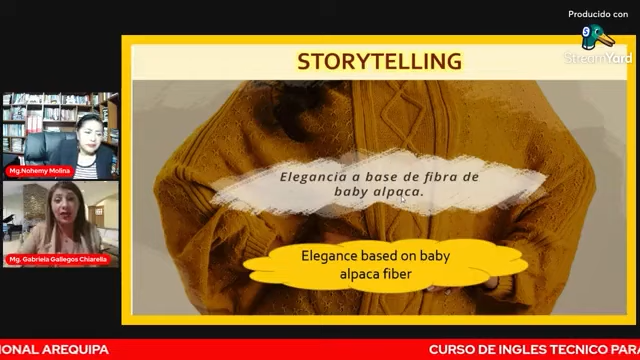 Producido con
StreamYard
STORYTELLING
Elegancia a base de fibra de
baby alpaca.
Elegance based on baby
alpaca fiber
Mg.Nohemy Molina
Mg. Gabriela Gallegos Chiarella
IONAL AREQUIPA
CURSO DE INGLES TECNICO PARA